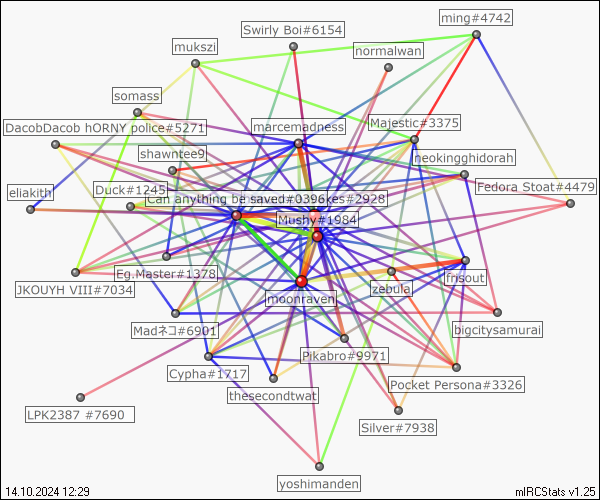 ming#4742
Swirly Boi#6154
mukszi
normalwan
somass
DacobDacob hORNY police#5271
marcemadness
Majestic#3375
shawntee9
neokingghidorah
Duck#1245
Can anything be saved#0396
kes#2928
Fedora Stoat#4479
eliakith
Mushy#1984
Eg.Master#1378
frisout
JKOUYH VIII#7034
zebula
moonraven
Madネコ#6901
bigcitysamurai
Pikabro#9971
Cypha#1717
Pocket Persona#3326
thesecondtwat
LPK2387 #7690
Silver#7938
yoshimanden
14.10.2024 12:29
mIRCStats v1.25